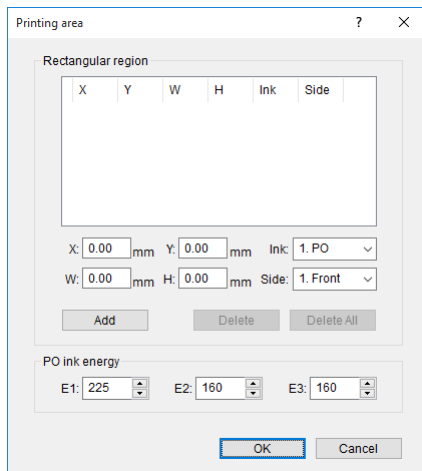 Printing area ?
Rectangular region
X Y W H Ink Side
X: 0.00 mm Y: 0.00 mm Ink: 1. PO
W: 0.00 mm H: 0.00 mm Side: 1. Front
Add Delete Delete All
PO ink energy
E1: 225 E2: 160 E3: 160
OK Cancel